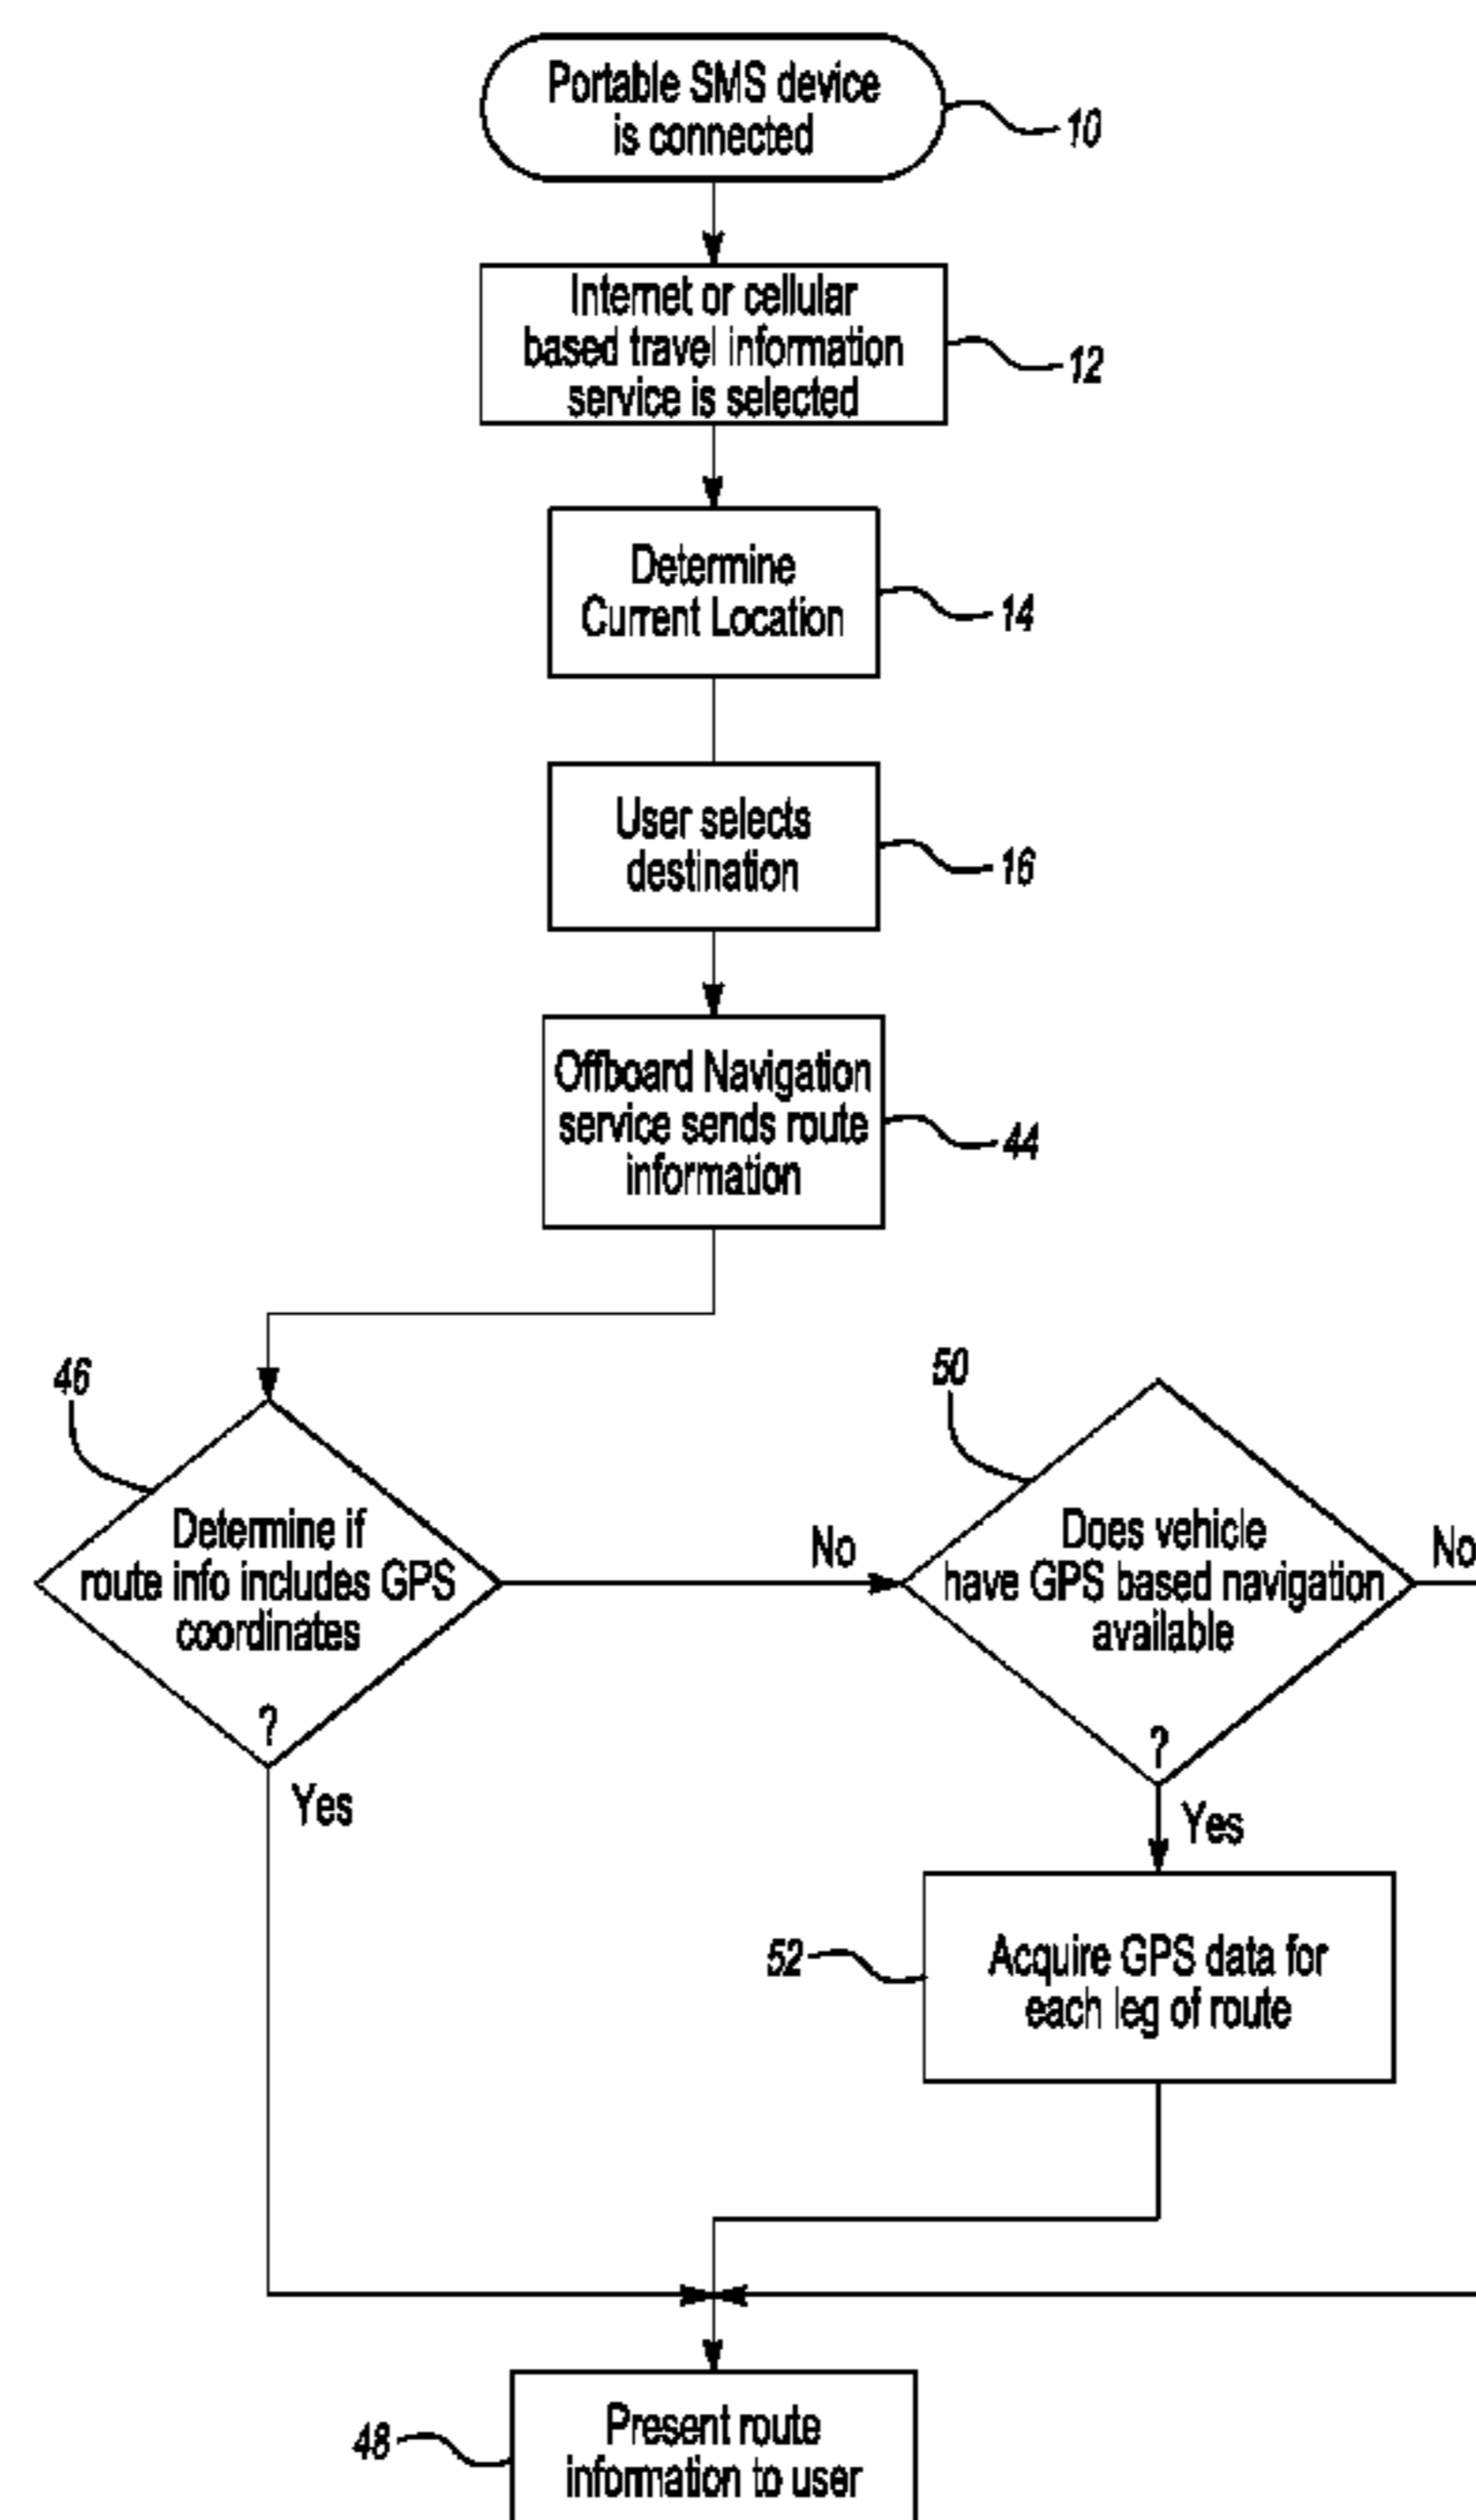 Portable SMS device
is connected
10
Internet or cellular
based travel information
service is selected
12
Determine
Current Location
14
User selects
destination
16
Offboard Navigation
service sends route
information
44
46
Determine if
route info includes GPS
coordinates
?
Yes
No
50
Does vehicle
have GPS based navigation
available
?
No
Yes
52
Acquire GPS data for
each leg of route
48
Present route
information to user